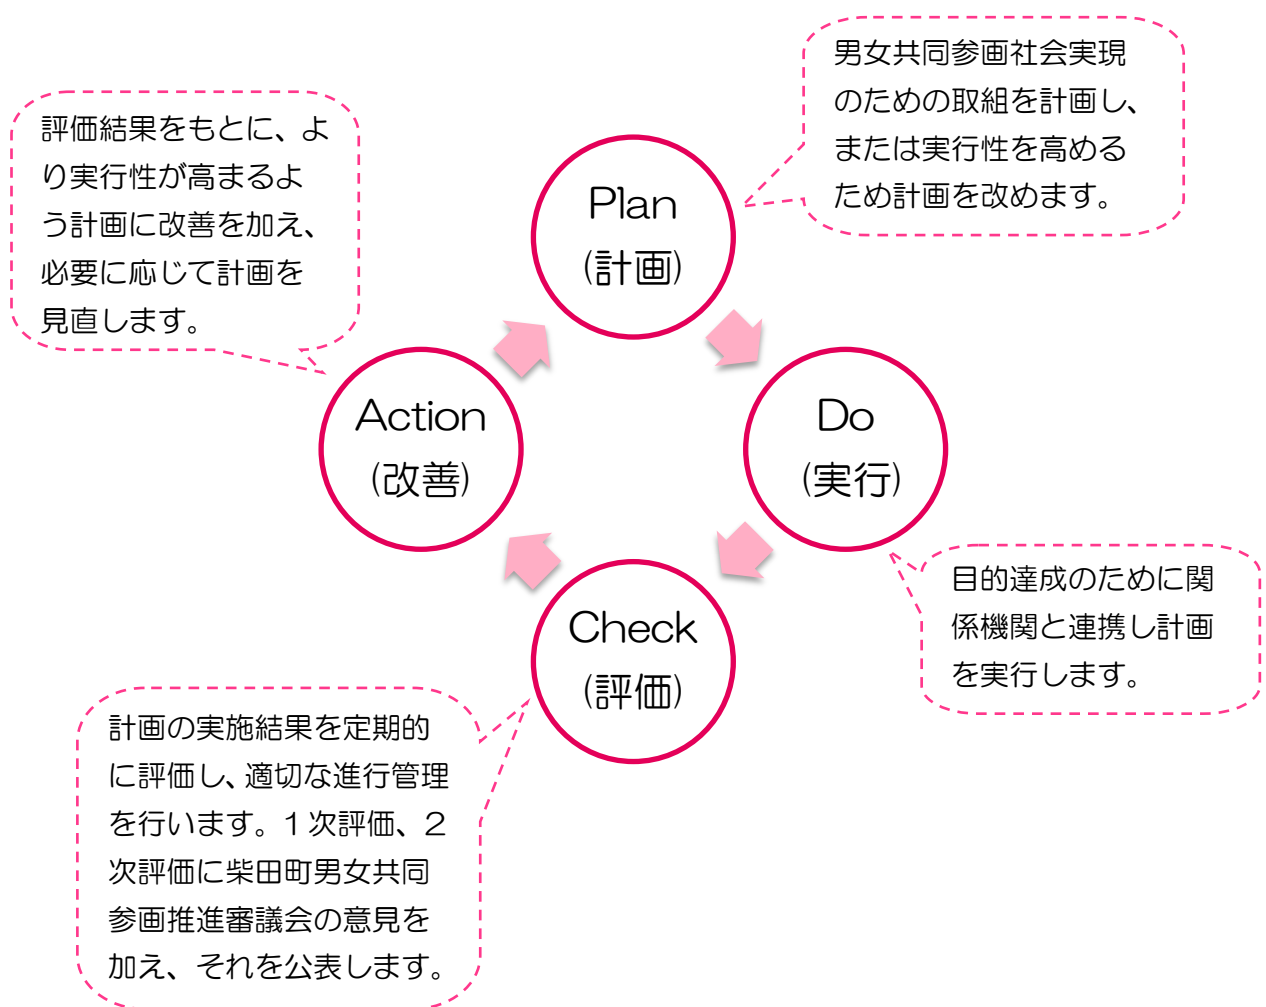 男女共同参画社会実現
のための取組を計画し、
または実行性を高める
ため計画を改めます。
評価結果をもとに、よ
り実行性が高まるよ
う計画に改善を加え、
必要に応じて計画を
見直します。
Plan
(計画)
Action
(改善)
Do
(実行)
目的達成のために関
係機関と連携し計画
を実行します。
Check
(評価)
計画の実施結果を定期的
に評価し、適切な進行管理
を行います。１次評価、２
次評価に柴田町男女共同
参画推進審議会の意見を
加え、それを公表します。